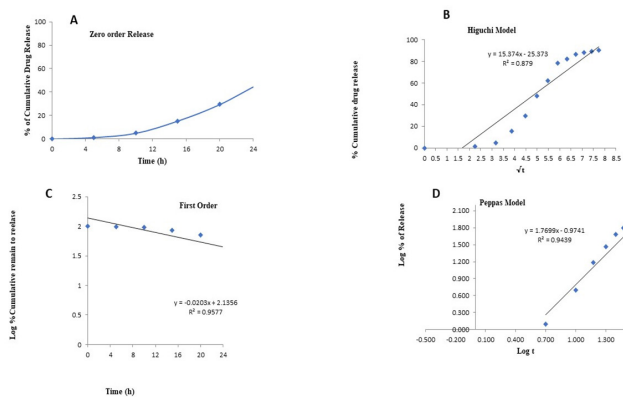 A
Zero order Release
% of Cumulative Drug Release
100
80
60
40
20
0
0 4 8 12 16 20 24
Time (h)
B
Higuchi Model
% Cumulative drug release
100
90
80
70
60
50
40
30
20
10
0
y = 15.374x - 25.373
R² = 0.879
0 0.5 1 1.5 2 2.5 3 3.5 4 4.5 5 5.5 6 6.5 7 7.5 8 8.5
√t
C
First Order
Log %Cumulative remain to reelase
2.5
2
1.5
1
0.5
0
y = -0.0203x + 2.1356
R² = 0.9577
0 4 8 12 16 20 24
Time (h)
D
Peppas Model
Log % of Release
2.100
1.800
1.500
1.200
0.900
0.600
0.300
0.000
y = 1.7699x - 0.9741
R² = 0.9439
-0.500 -0.200 0.100 0.400 0.700 1.000 1.300
Log t